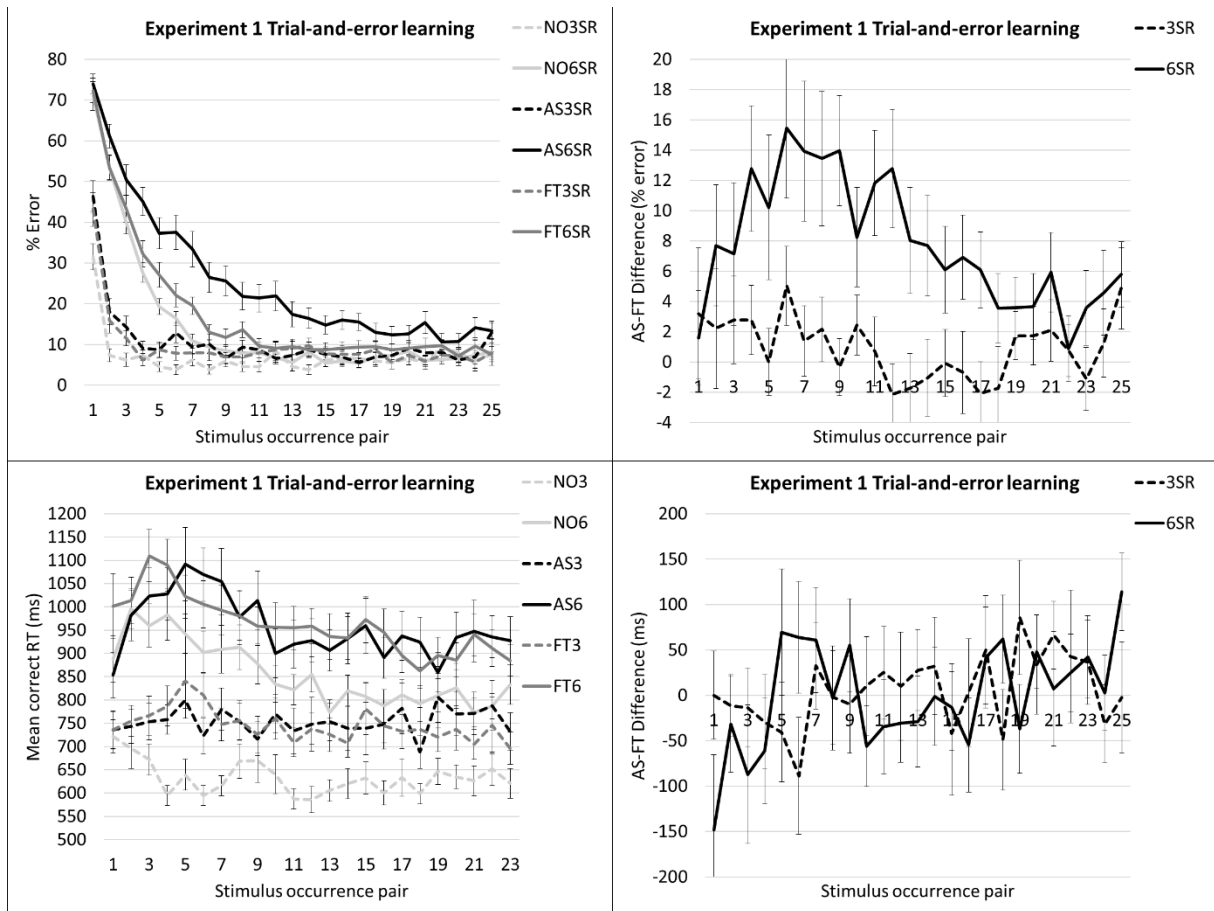 Experiment 1 Trial-and-error learning
NO3SR
NO6SR
AS3SR
AS6SR
FT3SR
FT6SR
% Error
80
70
60
50
40
30
20
10
0
1 3 5 7 9 11 13 15 17 19 21 23 25
Stimulus occurrence pair
Experiment 1 Trial-and-error learning
3SR
6SR
AS-FT Difference (% error)
20
18
16
14
12
10
8
6
4
2
0
-2
-4
1 3 5 7 9 11 13 15 17 19 21 23 25
Stimulus occurrence pair
Experiment 1 Trial-and-error learning
NO3
NO6
AS3
AS6
FT3
FT6
Mean correct RT (ms)
1200
1150
1100
1050
1000
950
900
850
800
750
700
650
600
550
500
1 3 5 7 9 11 13 15 17 19 21 23
Stimulus occurrence pair
Experiment 1 Trial-and-error learning
3SR
6SR
AS-FT Difference (ms)
150
100
50
0
-50
-100
-150
-200
1 3 5 7 9 11 13 15 17 19 21 23 25
Stimulus occurrence pair